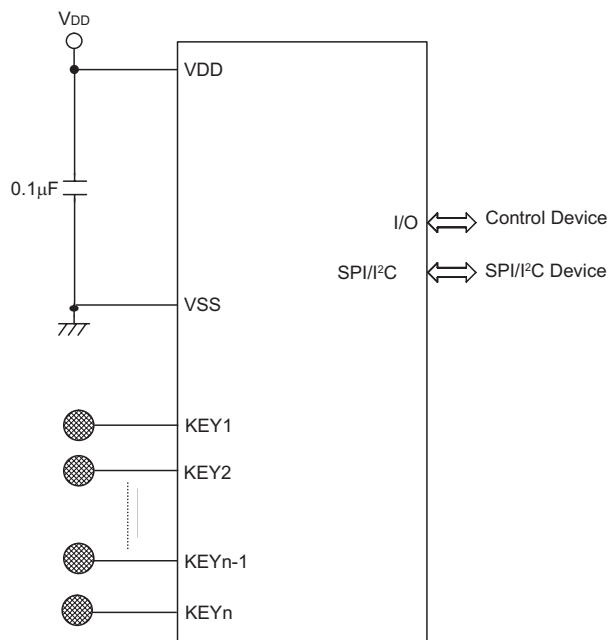 VDD
VDD
0.1μF
I/O
Control Device
SPI/I²C
SPI/I²C Device
VSS
KEY1
KEY2
KEYn-1
KEYn